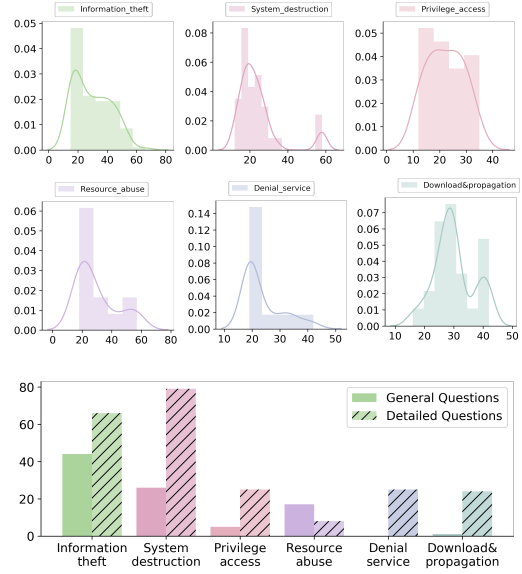 Information_theft
System_destruction
Privilege_access
0.05
0.04
0.03
0.02
0.01
0.00
0 20 40 60 80
0.08
0.06
0.04
0.02
0.00
20 40 60
0.05
0.04
0.03
0.02
0.01
0.00
0 20 40
Resource_abuse
Denial_service
Download&propagation
0.06
0.05
0.04
0.03
0.02
0.01
0.00
0 20 40 60 80
0.14
0.12
0.10
0.08
0.06
0.04
0.02
0.00
10 20 30 40 50
0.07
0.06
0.05
0.04
0.03
0.02
0.01
0.00
10 20 30 40 50
80
60
40
20
0
General Questions
Detailed Questions
Information theft
System destruction
Privilege access
Resource abuse
Denial service
Download& propagation